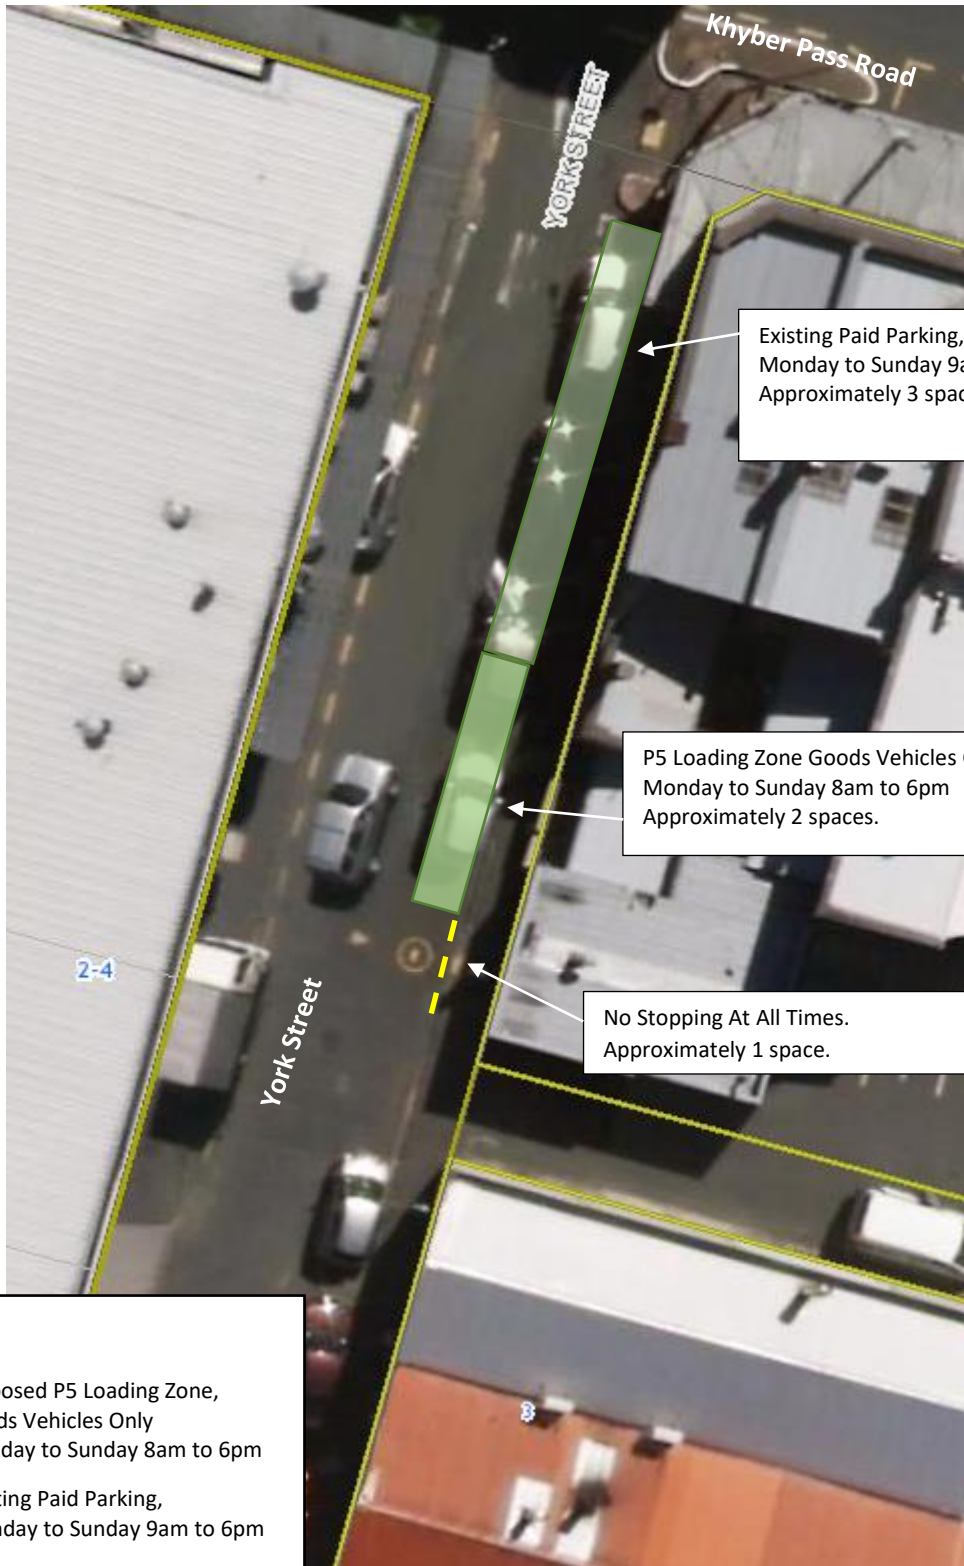 Khyber Pass Road
YORK STREET
Existing Paid Parking,
Monday to Sunday 9a
Approximately 3 spac
P5 Loading Zone Goods Vehicles
Monday to Sunday 8am to 6pm
Approximately 2 spaces.
2-4
York Street
No Stopping At All Times.
Approximately 1 space.
osed P5 Loading Zone,
ds Vehicles Only
day to Sunday 8am to 6pm
3
ting Paid Parking,
nday to Sunday 9am to 6pm